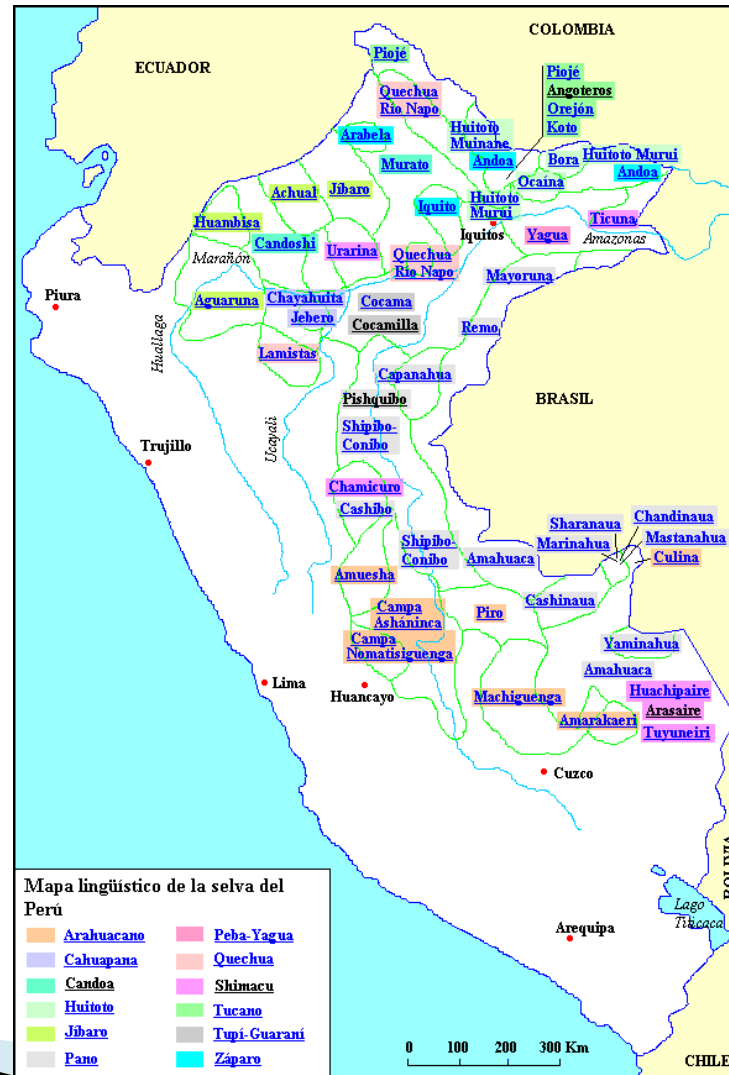 COLOMBIA
ECUADOR
Piojé
Piojé
Angoteros
Orejón
Koto
Quechua
Río Napo
Arabela
Huitoto
Muinane
Murato
Andoa
Bora
Huitoto Murui
Andoa
Ocaína
Achual
Jíbaro
Iquito
Huitoto
Murui
Huambisa
Ticuna
Candoshi
Urarina
Iquitos
Yagua
Amazonas
Marañón
Quechua
Río Napo
Mayoruna
Piura
Aguaruna
Chayahuita
Cocama
Jebero
Cocamilla
Remo
Huallaga
Lamistas
Capanahua
Pishquibo
BRASIL
Ucayali
Shipibo-
Conibo
Trujillo
Chamicuro
Cashibo
Chandinaua
Sharanaua
Mastanahua
Marinahua
Culina
Shipibo-
Conibo
Amahuaca
Amuesha
Cashinaua
Campa
Asháninca
Piro
Campa
Nomatisiguenga
Yaminahua
Amahuaca
Lima
Huancayo
Machiguenga
Huachipaire
Arasaire
Amarakaeri
Tuyuneiri
Cuzco
BOLIVIA
Lago
Titicaca
Arequipa
Mapa lingüístico de la selva del
Perú
Arahuacano
Peba-Yagua
Cahuapana
Quechua
Candoa
Shimacu
Huitoto
Tucano
Jíbaro
Tupí-Guaraní
Pano
Záparo
0 100 200 300 Km
CHILE